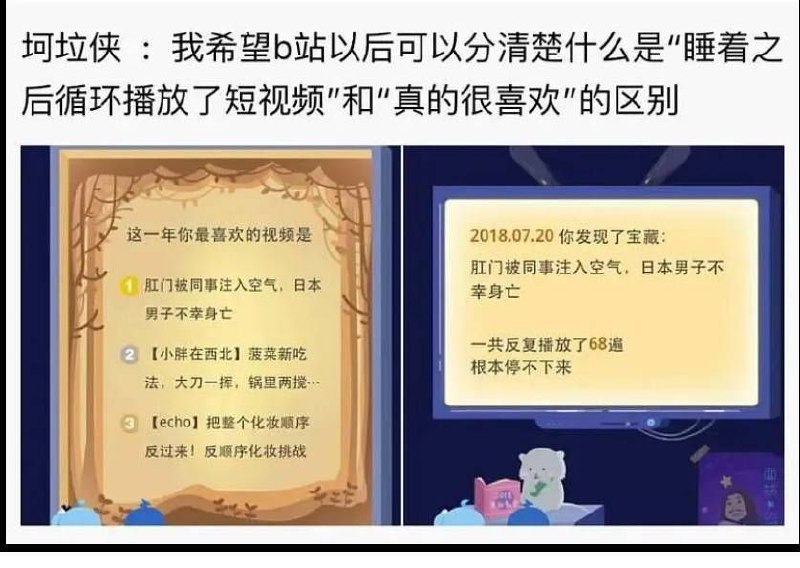 坷垃侠 ：我希望b站以后可以分清楚什么是“睡着之
后循环播放了短视频”和“真的很喜欢”的区别
这一年你最喜欢的视频是
1 肛门被同事注入空气，日本
男子不幸身亡
2 【小胖在西北】菠菜新吃
法，大刀一挥，锅里两搅…
3 【echo】把整个化妆顺序
反过来！反顺序化妆挑战
2018.07.20 你发现了宝藏：
肛门被同事注入空气，日本男子不
幸身亡
一共反复播放了68遍
根本停不下来